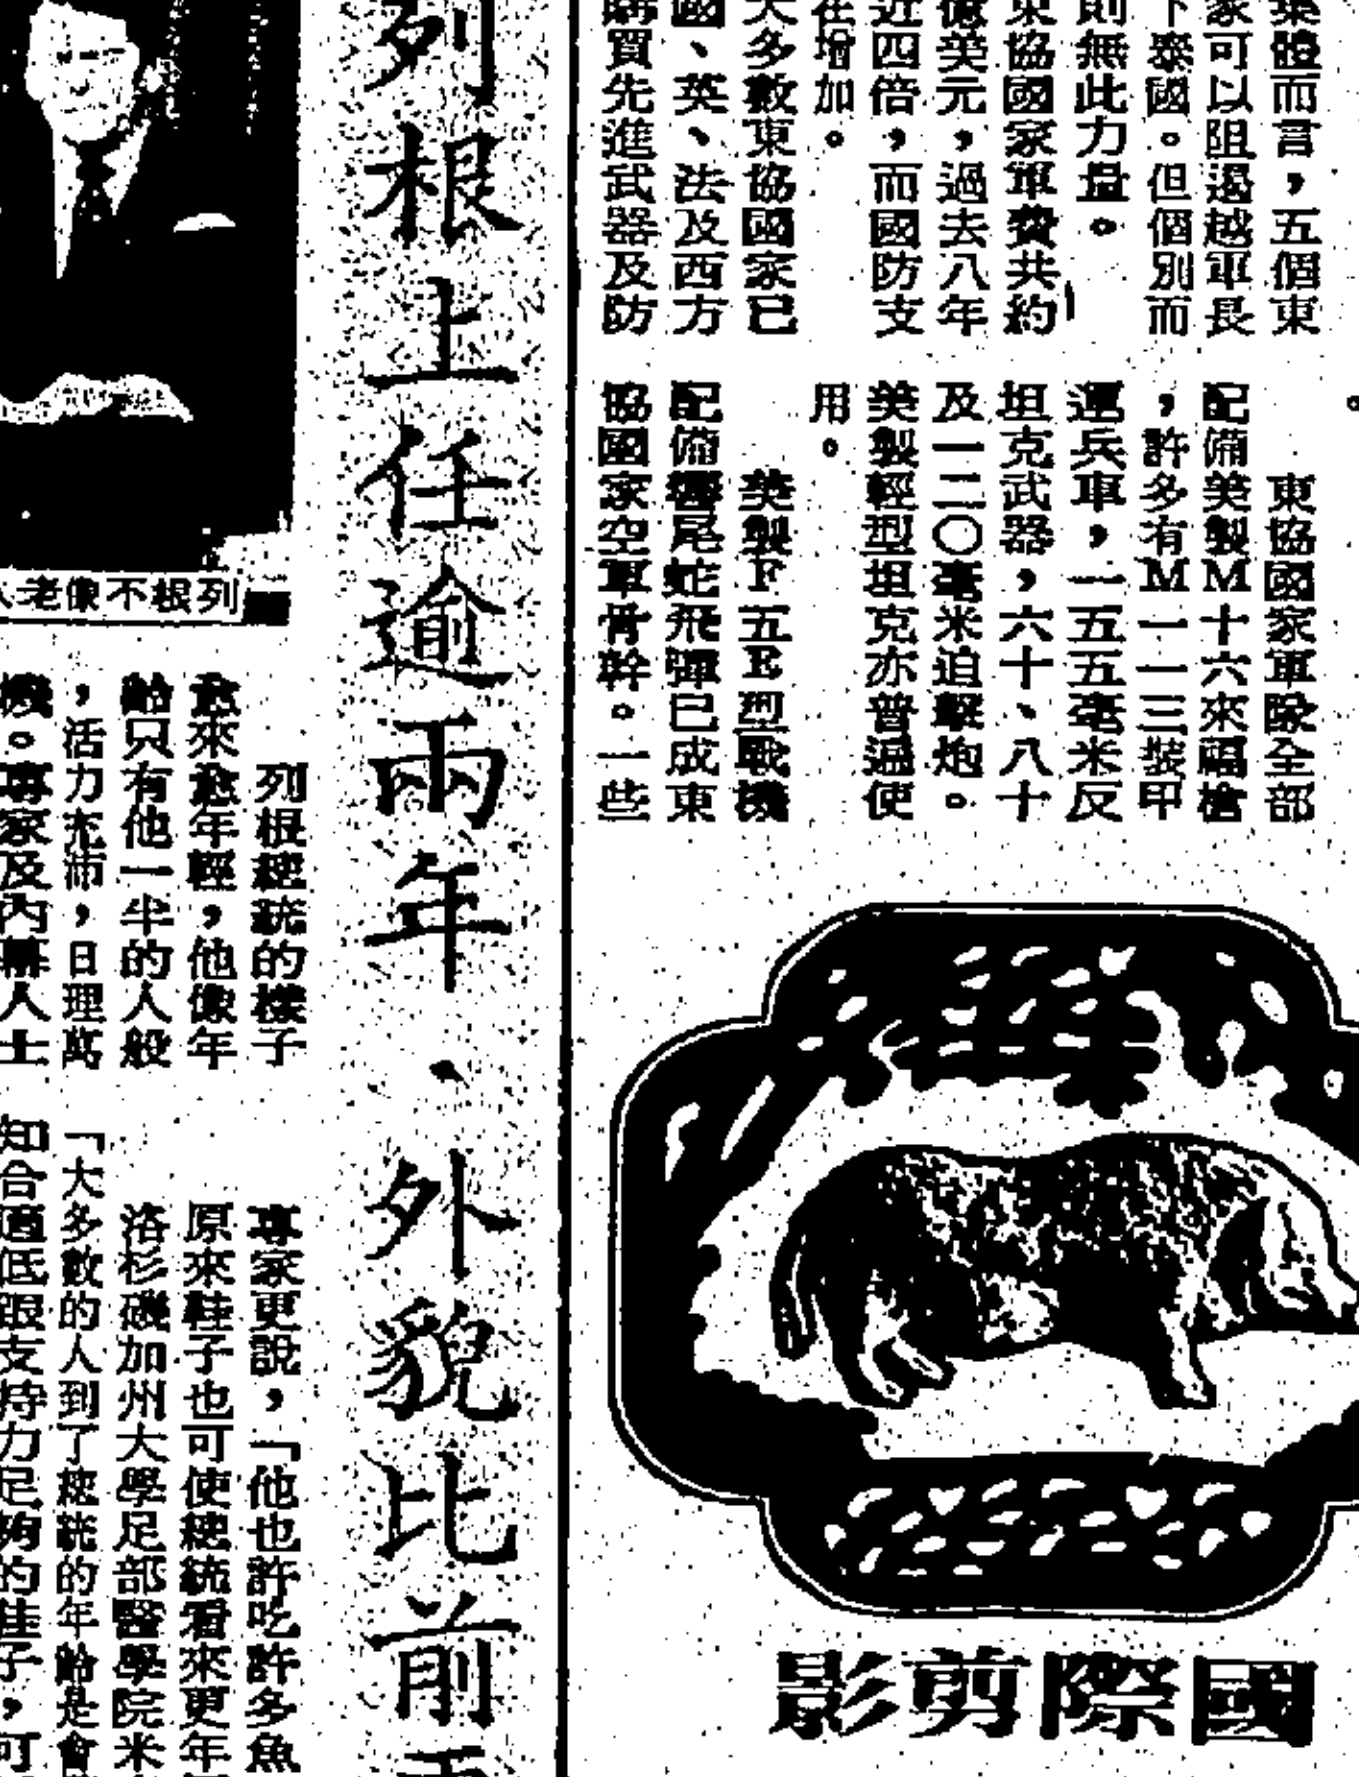 集體而言，五個東
家可以阻遏越軍長
下泰國。但個別而
則無此力量。
東協國家軍費共約
億美元，過去八年
近四倍，而國防支
在增加。
大多數東協國家已
國、英、法及西方
購買先進武器及防
。
東協國家軍隊全部
配備美製M十六來福槍
，許多有M一一三裝甲
運兵車，一五五毫米反
坦克武器，六十、八十
及一二〇毫米迫擊炮。
美製輕型坦克亦普遍使
用。
美製F五E型戰機
配備響尾蛇飛彈已成東
協國家空軍骨幹。一些
國際剪影
列根上任逾兩年、外貌比前更
列根不像老人
列根總統的樣子
愈來愈年輕，他像年
齡只有他一半的人般
，活力充沛，日理萬
機。專家及內幕人士
專家更說，「他也許吃許多魚
原來鞋子也可使總統看來更年
洛杉磯加州大學足部醫學院米
「大多數的人到了總統的年齡是會
知合適低跟支持力足夠的鞋子，可